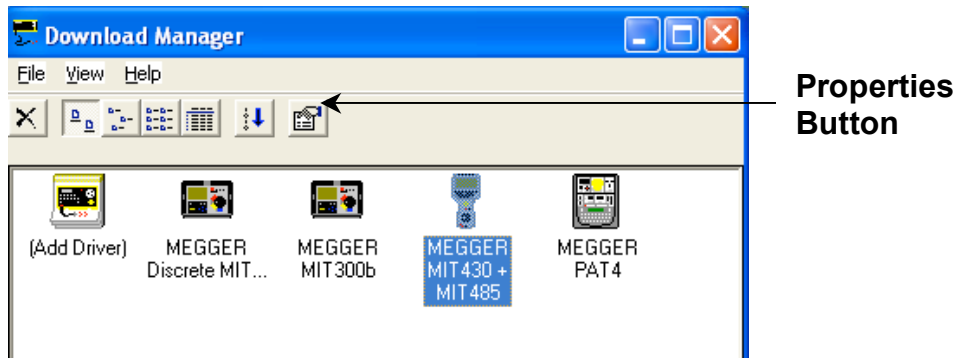 Download Manager
File View Help
Properties
Button
(Add Driver)
MEGGER
Discrete MIT...
MEGGER
MIT300b
MEGGER
MIT430 +
MIT485
MEGGER
PAT4